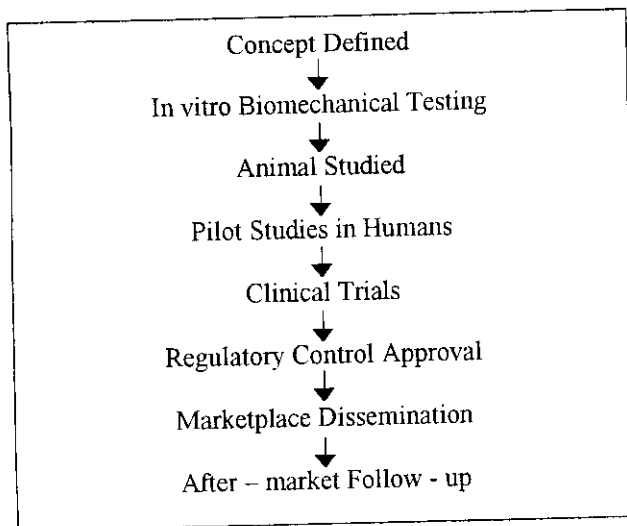 Concept Defined
In vitro Biomechanical Testing
Animal Studied
Pilot Studies in Humans
Clinical Trials
Regulatory Control Approval
Marketplace Dissemination
After – market Follow - up